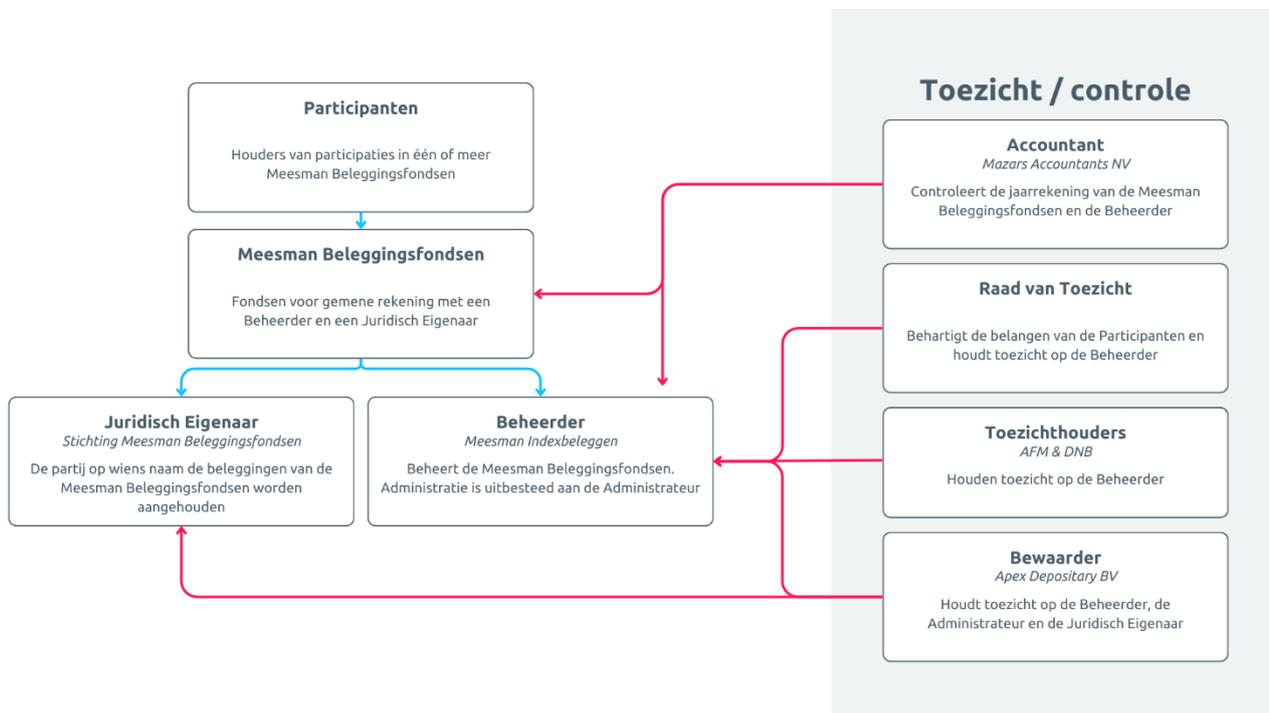 Participanten
Houders van participaties in één of meer
Meesman Beleggingsfondsen
Meesman Beleggingsfondsen
Fondsen voor gemene rekening met een
Beheerder en een Juridisch Eigenaar
Juridisch Eigenaar
Stichting Meesman Beleggingsfondsen
De partij op wiens naam de beleggingen van de
Meesman Beleggingsfondsen worden
aangehouden
Beheerder
Meesman Indexbeleggen
Beheert de Meesman Beleggingsfondsen.
Administratie is uitbesteed aan de Administrateur
Toezicht / controle
Accountant
Mazars Accountants NV
Controleert de jaarrekening van de Meesman
Beleggingsfondsen en de Beheerder
Raad van Toezicht
Behartigt de belangen van de Participanten en
houdt toezicht op de Beheerder
Toezichthouders
AFM & DNB
Houden toezicht op de Beheerder
Bewaarder
Apex Depositary BV
Houdt toezicht op de Beheerder, de
Administrateur en de Juridisch Eigenaar